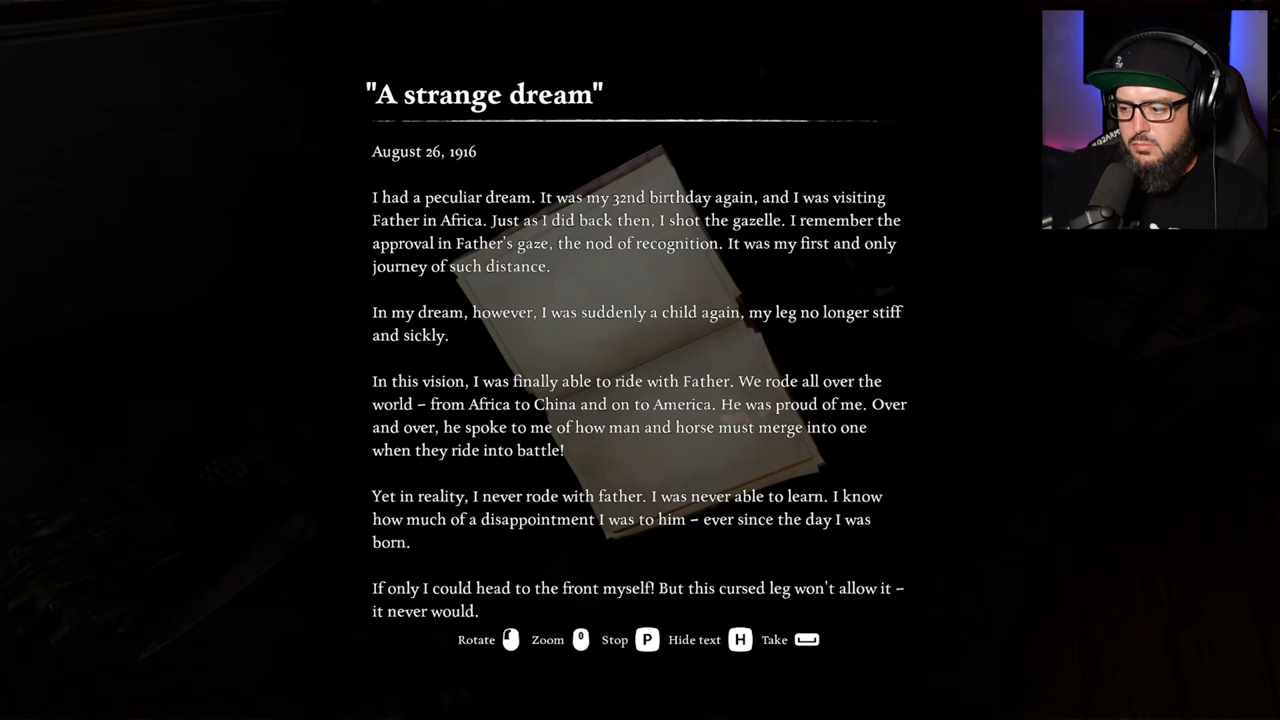 "A strange dream"
August 26, 1916
I had a peculiar dream. It was my 32nd birthday again, and I was visiting
Father in Africa. Just as I did back then, I shot the gazelle. I remember the
approval in Father's gaze, the nod of recognition. It was my first and only
journey of such distance.
In my dream, however, I was suddenly a child again, my leg no longer stiff
and sickly.
In this vision, I was finally able to ride with Father. We rode all over the
world – from Africa to China and on to America. He was proud of me. Over
and over, he spoke to me of how man and horse must merge into one
when they ride into battle!
Yet in reality, I never rode with father. I was never able to learn. I know
how much of a disappointment I was to him – ever since the day I was
born.
If only I could head to the front myself! But this cursed leg won't allow it –
it never would.
Rotate Zoom 0 Stop P Hide text H Take